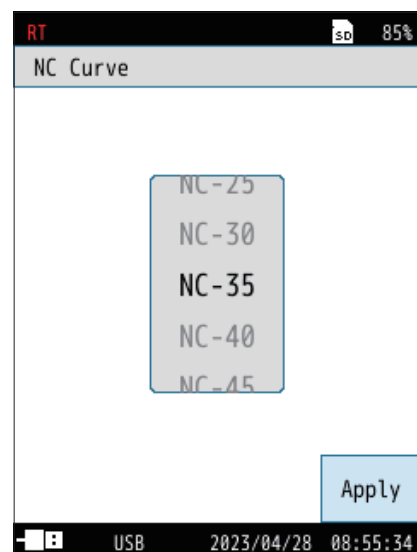 RT SD 85%
NC Curve
NC-25
NC-30
NC-35
NC-40
NC-45
Apply
USB 2023/04/28 08:55:34